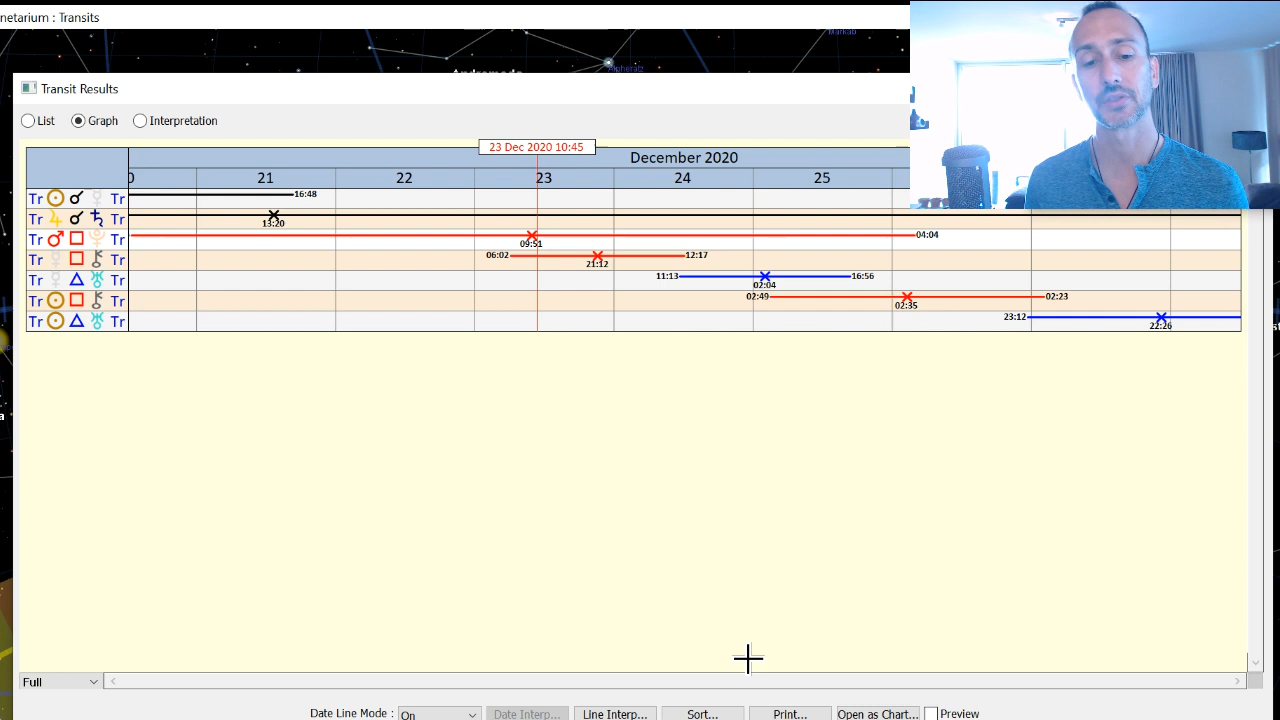 netarium : Transits
Markab
Andromeda
Alpheratz
Transit Results
List Graph Interpretation
23 Dec 2020 10:45
December 2020
0 21 22 23 24 25
Tr Tr 16:48
Tr Tr 13:20
Tr Tr 09:51 04:04
Tr Tr 06:02 21:12 12:17
Tr Tr 11:13 02:04 16:56
Tr Tr 02:49 02:35 02:23
Tr Tr 23:12 22:26
Full
Date Line Mode : On Date Interp... Line Interp... Sort... Print... Open as Chart... Preview